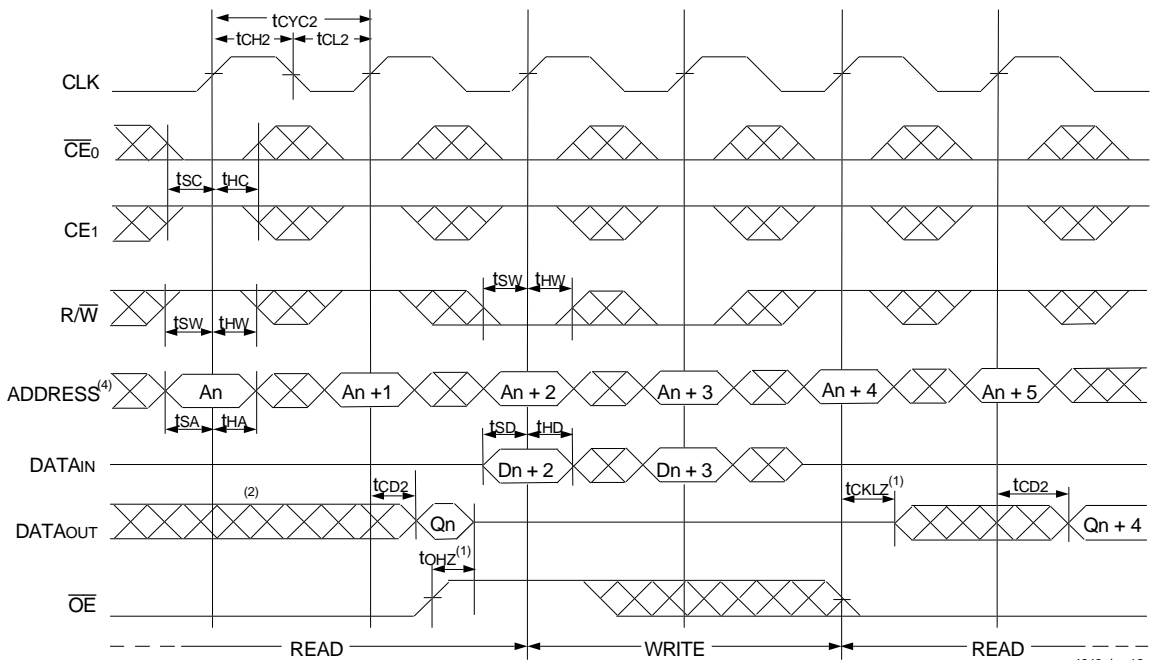 tCYC2
tCH2 tCL2
CLK
CE0
tSC tHC
CE1
tSW tHW
R/W
tSW tHW
ADDRESS(4) An An +1 An + 2 An + 3 An + 4 An + 5
tSA tHA tSD tHD
DATAIN Dn + 2 Dn + 3
(2) tCD2 tCKLZ(1) tCD2
DATAOUT Qn Qn + 4
tOHZ(1)
OE
READ WRITE READ